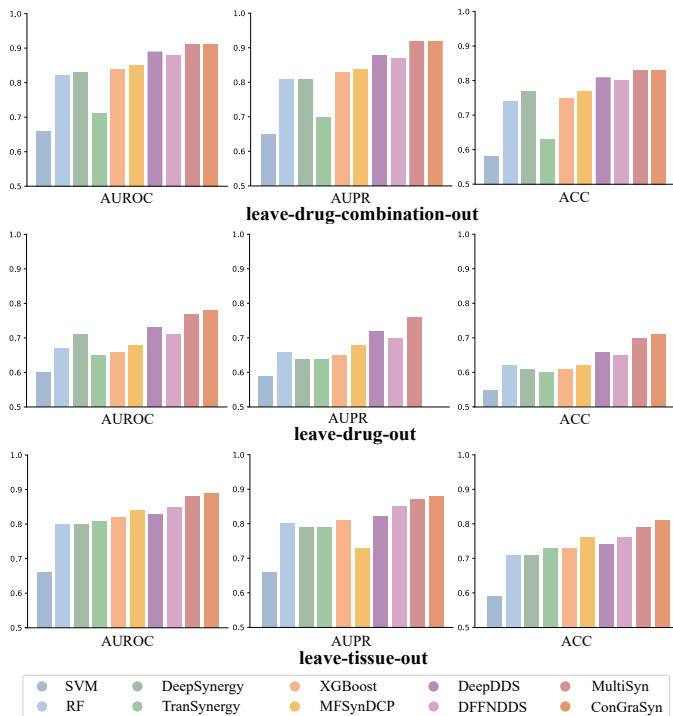 1.0 1.0 1.0
0.9 0.9 0.9
0.8 0.8 0.8
0.7 0.7 0.7
0.6 0.6 0.6
0.5 0.5 0.5
AUROC AUPR ACC
leave-drug-combination-out
1.0 1.0 1.0
0.9 0.9 0.9
0.8 0.8 0.8
0.7 0.7 0.7
0.6 0.6 0.6
0.5 0.5 0.5
AUROC AUPR ACC
leave-drug-out
1.0 1.0 1.0
0.9 0.9 0.9
0.8 0.8 0.8
0.7 0.7 0.7
0.6 0.6 0.6
0.5 0.5 0.5
AUROC AUPR ACC
leave-tissue-out
SVM DeepSynergy XGBoost DeepDDS MultiSyn
RF TranSynergy MFSynDCP DFFNDDS ConGraSyn